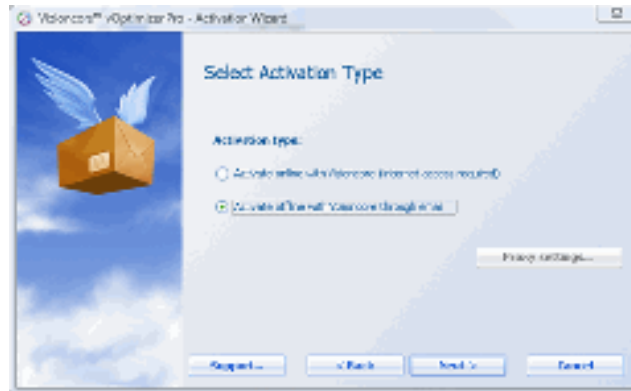 Vizioncore™ vOptimizer Pro - Activation Wizard
Select Activation Type
Activation type:
Activate online with Vizioncore (internet access required)
Activate offline with Vizioncore through email
Proxy settings...
Support...
< Back
Next >
Cancel